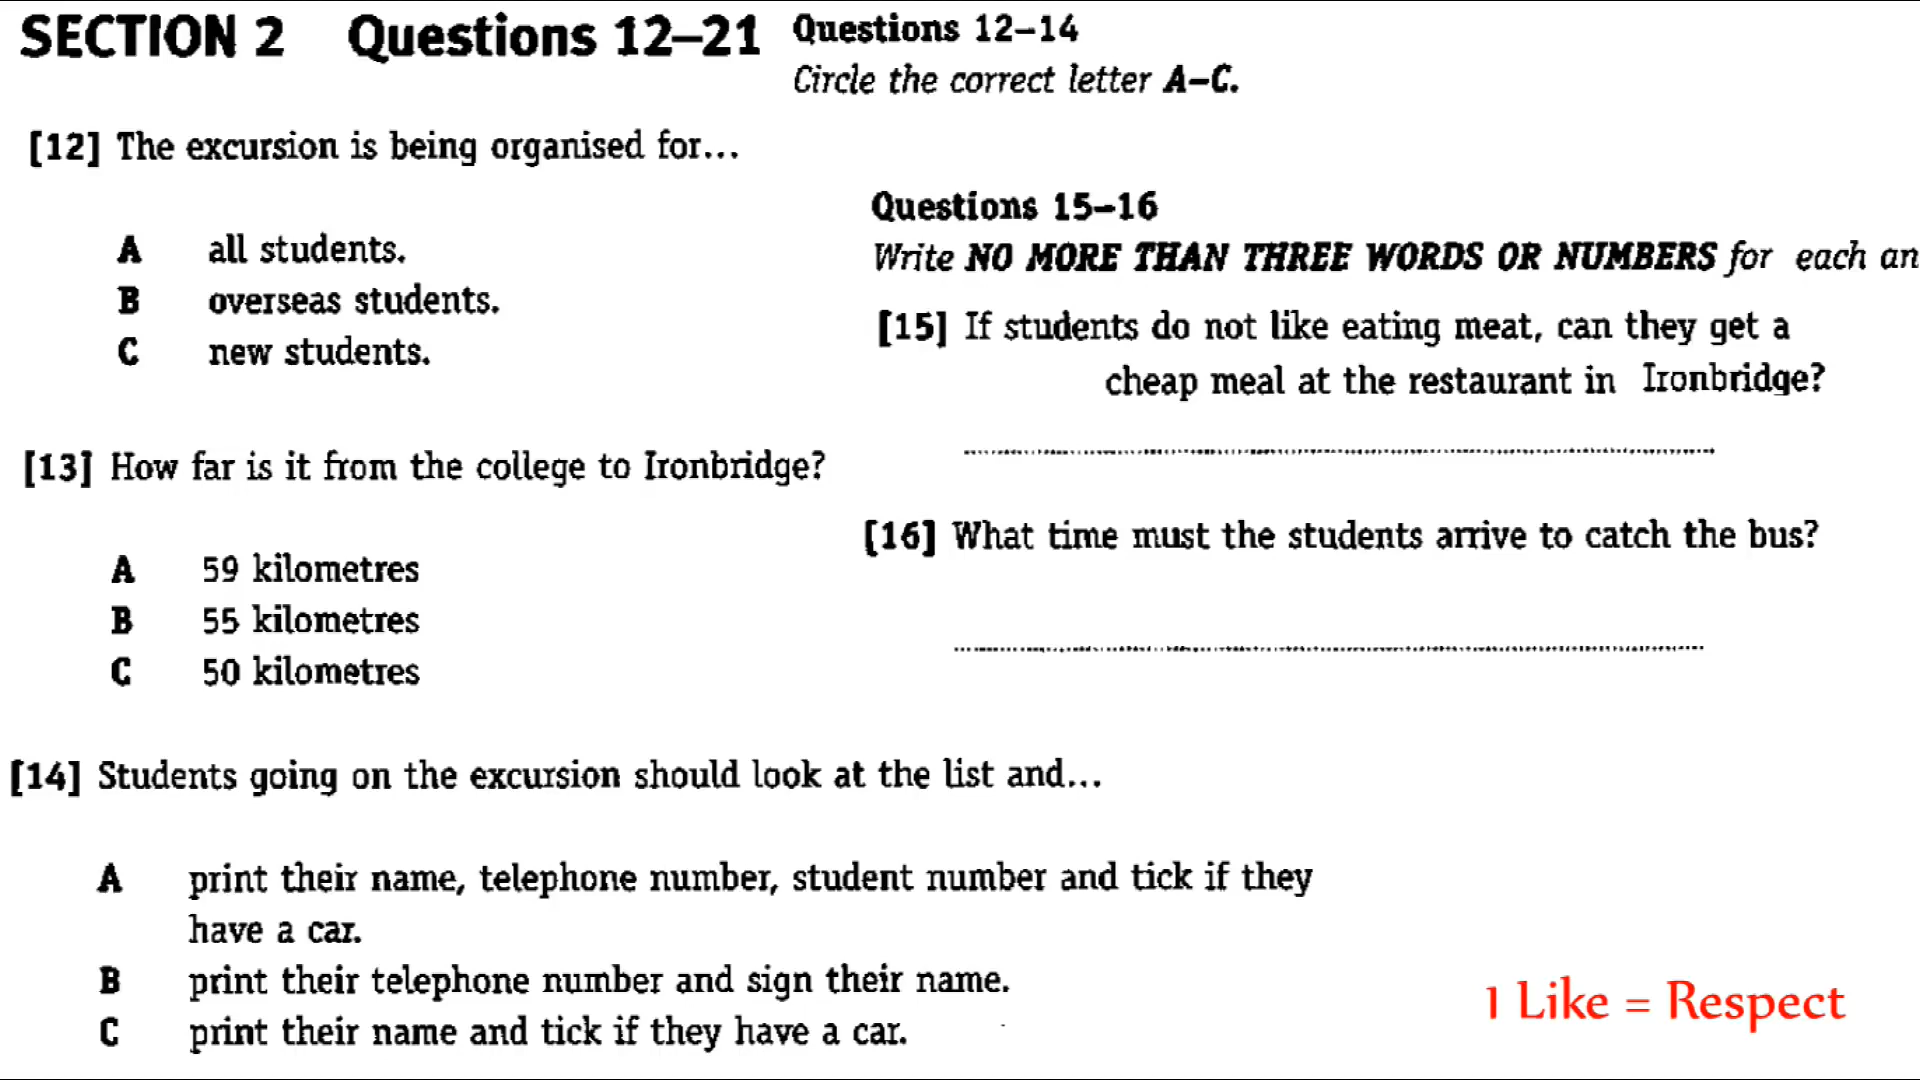 SECTION 2 Questions 12–21
Questions 12–14
Circle the correct letter A–C.
[12] The excursion is being organised for...
A all students.
B overseas students.
C new students.
[13] How far is it from the college to Ironbridge?
A 59 kilometres
B 55 kilometres
C 50 kilometres
[14] Students going on the excursion should look at the list and...
A print their name, telephone number, student number and tick if they
have a car.
B print their telephone number and sign their name.
C print their name and tick if they have a car.
Questions 15–16
Write NO MORE THAN THREE WORDS OR NUMBERS for each an
[15] If students do not like eating meat, can they get a
cheap meal at the restaurant in Ironbridge?
[16] What time must the students arrive to catch the bus?
1 Like = Respect